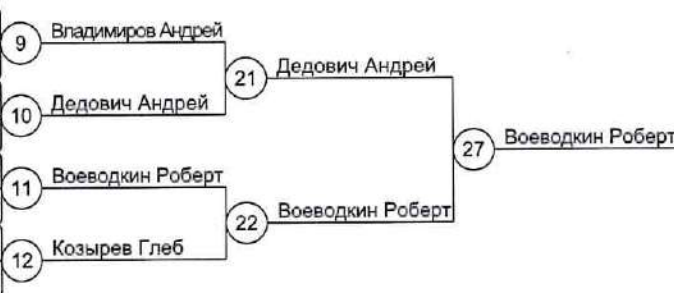 9 Владимиров Андрей
21 Дедович Андрей
10 Дедович Андрей
27 Воеводкин Роберт
11 Воеводкин Роберт
22 Воеводкин Роберт
12 Козырев Глеб